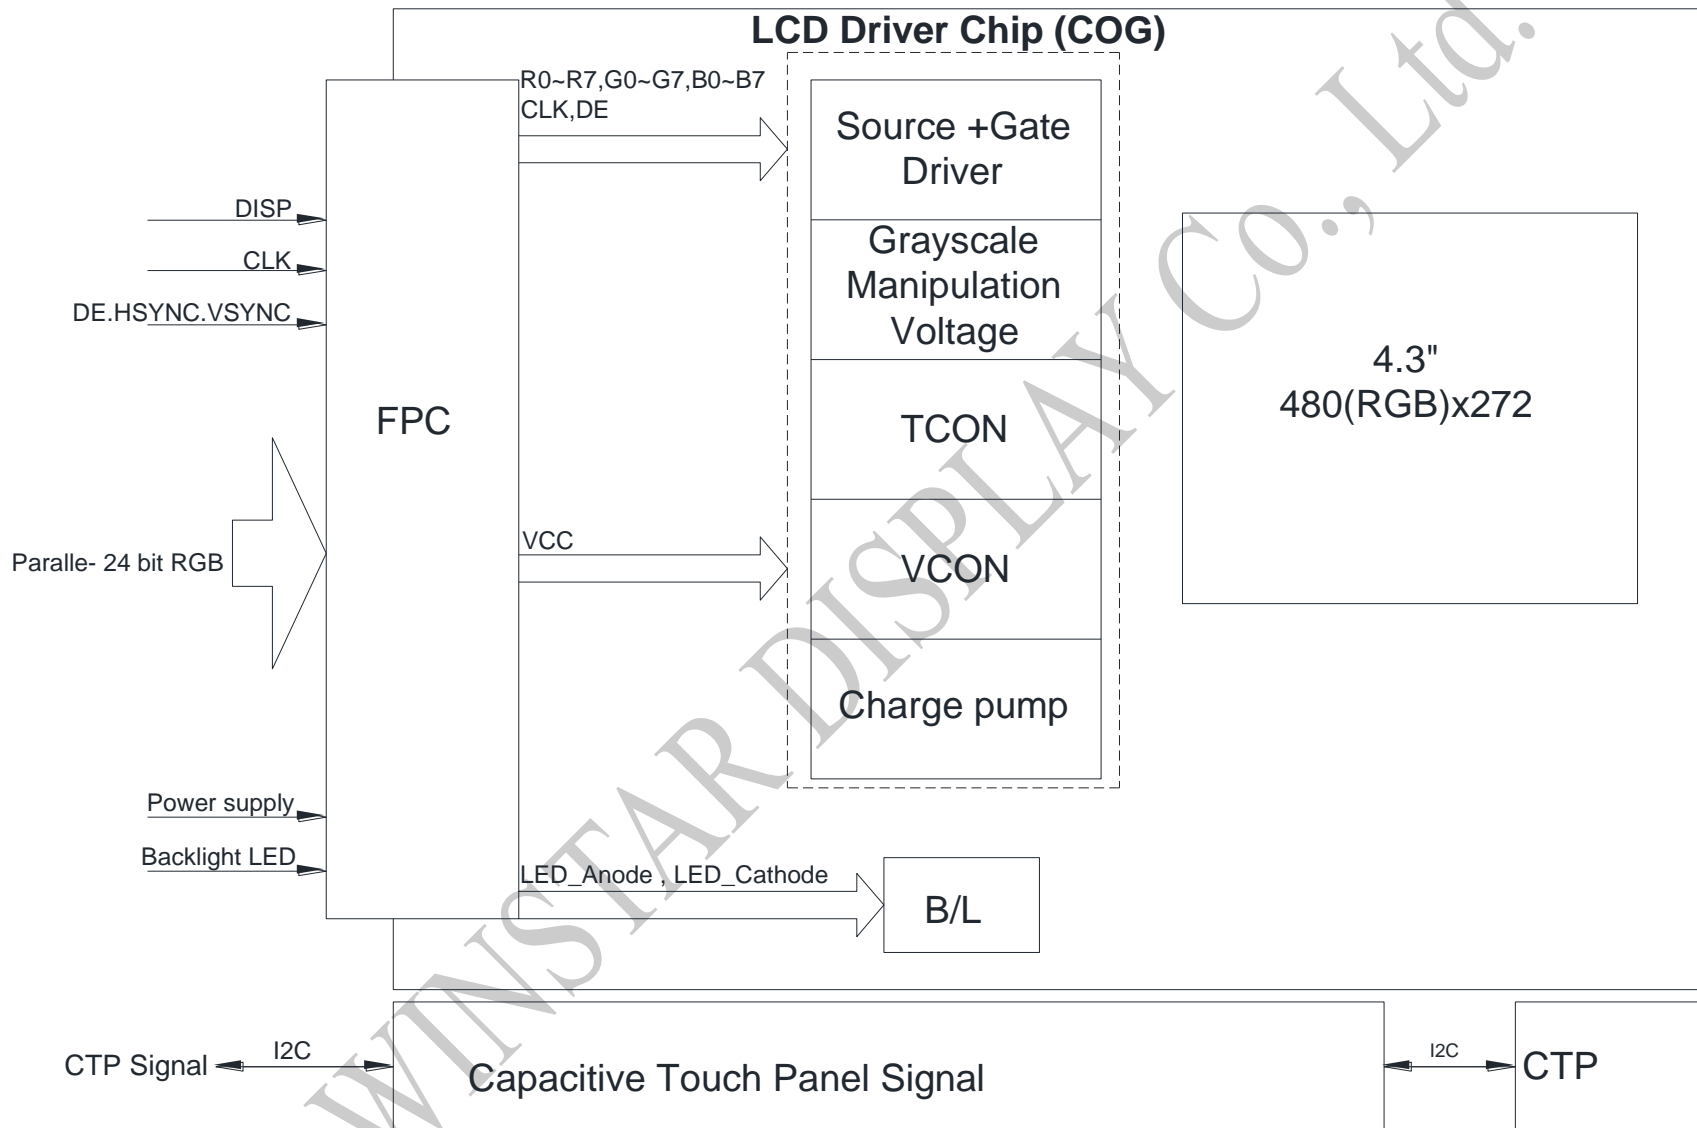 LCD Driver Chip (COG)
R0~R7,G0~G7,B0~B7
CLK,DE
Source +Gate
Driver
DISP
Grayscale
Manipulation
Voltage
CLK
DE.HSYNC.VSYNC
4.3"
480(RGB)x272
FPC
TCON
Paralle- 24 bit RGB
VCC
VCON
Charge pump
Power supply
Backlight LED
LED_Anode , LED_Cathode
B/L
CTP Signal
I2C
Capacitive Touch Panel Signal
I2C
CTP
WINSTAR DISPLAY Co., Ltd.